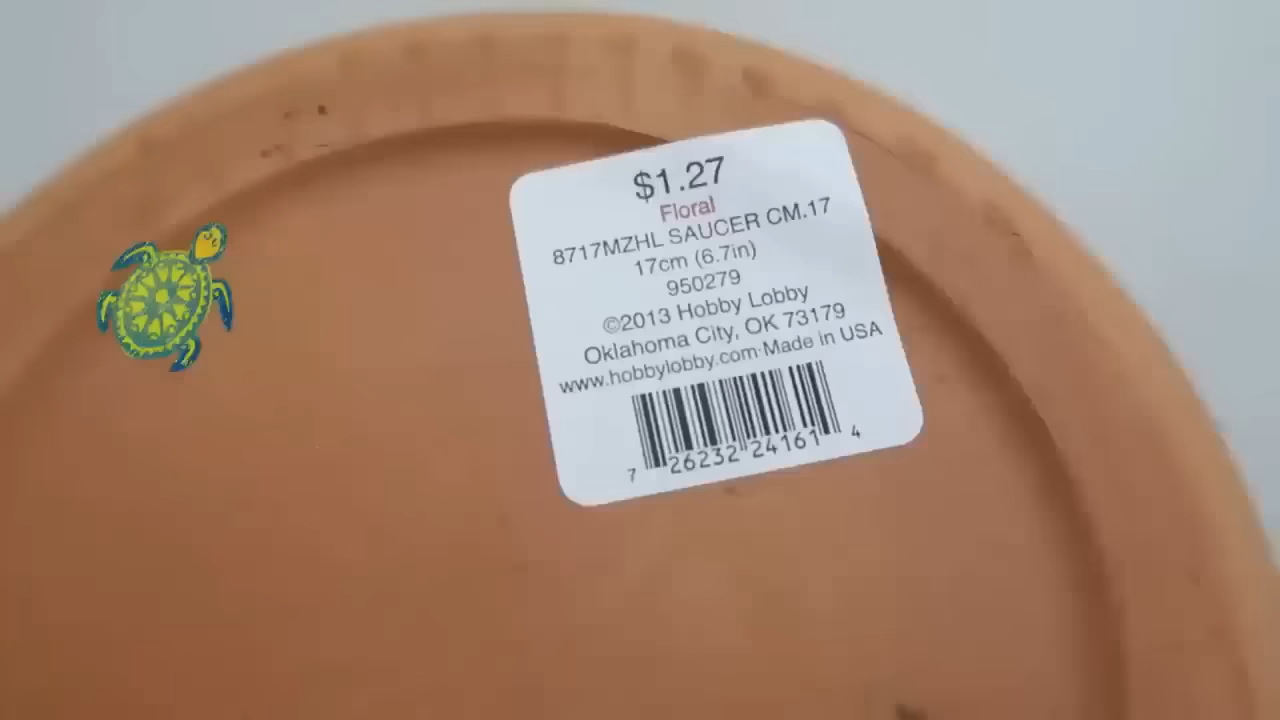 $1.27
Floral
8717MZHL SAUCER CM.17
17cm (6.7in)
950279
©2013 Hobby Lobby
Oklahoma City, OK 73179
www.hobbylobby.com·Made in USA
7 26232 24161 4